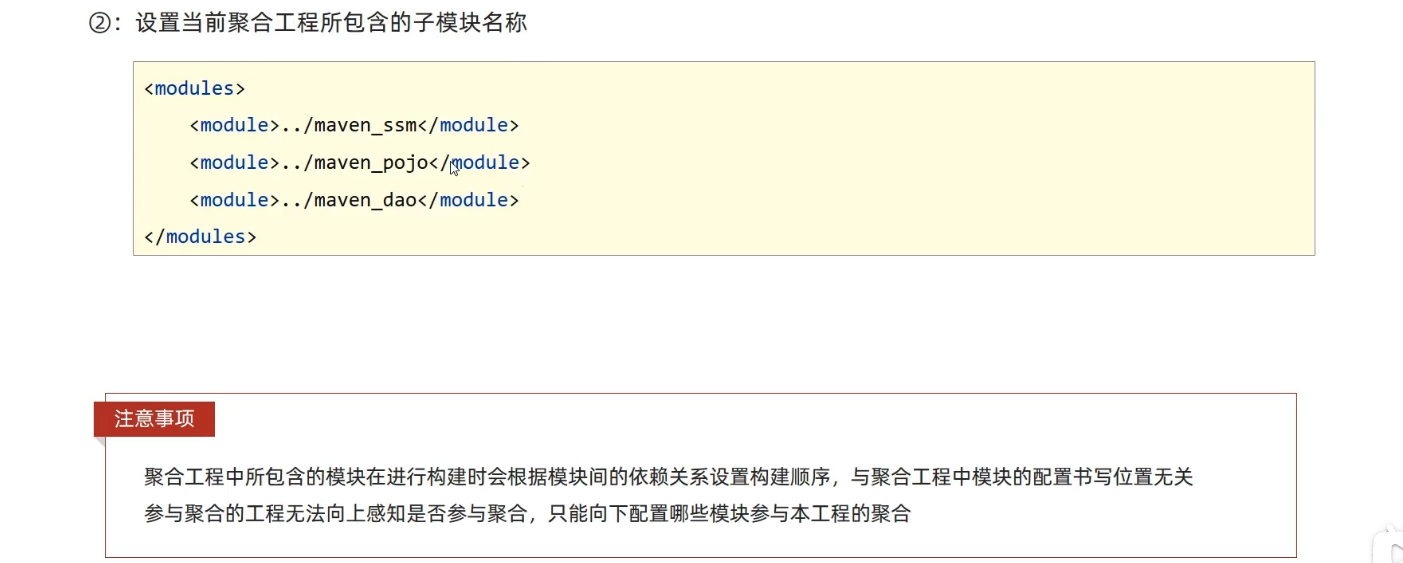 ②：设置当前聚合工程所包含的子模块名称
<modules>
    <module>../maven_ssm</module>
    <module>../maven_pojo</module>
    <module>../maven_dao</module>
</modules>
注意事项
聚合工程中所包含的模块在进行构建时会根据模块间的依赖关系设置构建顺序，与聚合工程中模块的配置书写位置无关
参与聚合的工程无法向上感知是否参与聚合，只能向下配置哪些模块参与本工程的聚合